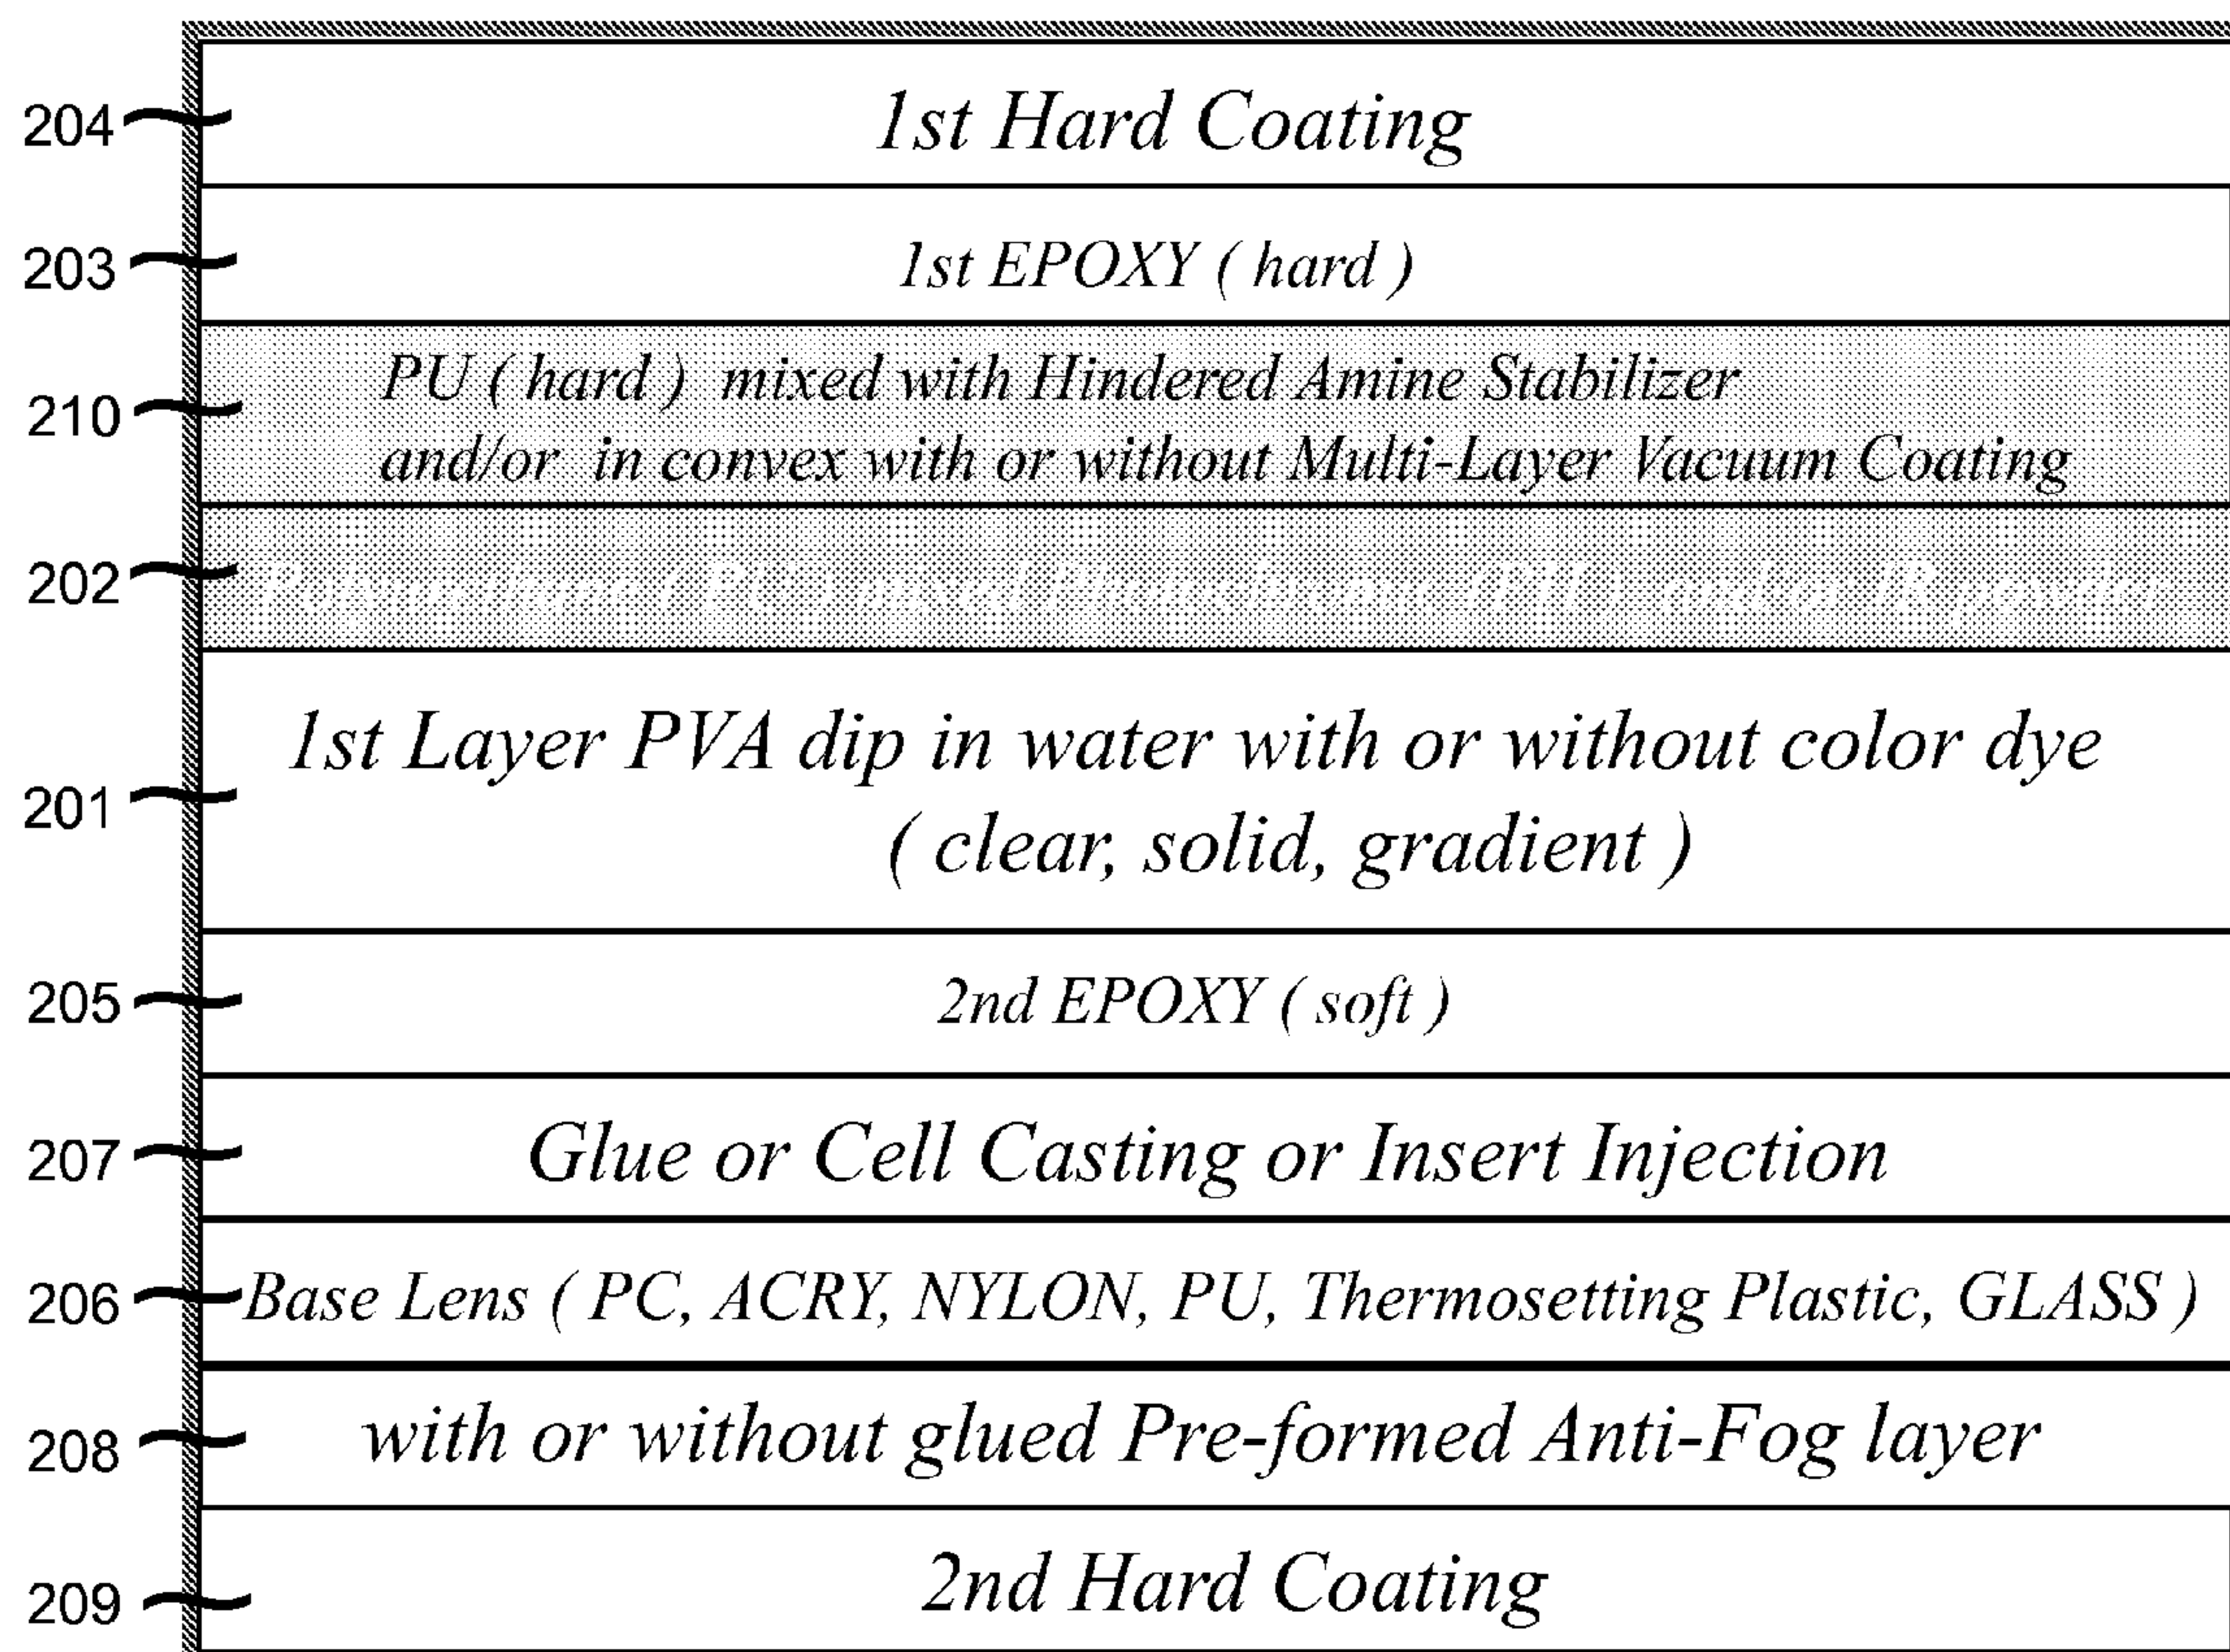 204 1st Hard Coating
203 1st EPOXY ( hard )
PU ( hard ) mixed with Hindered Amine Stabilizer
210
and/or in convex with or without Multi-Layer Vacuum Coating
202
1st Layer PVA dip in water with or without color dye
201
( clear, solid, gradient )
205 2nd EPOXY ( soft )
207 Glue or Cell Casting or Insert Injection
206 Base Lens ( PC, ACRY, NYLON, PU, Thermosetting Plastic, GLASS )
208 with or without glued Pre-formed Anti-Fog layer
209 2nd Hard Coating